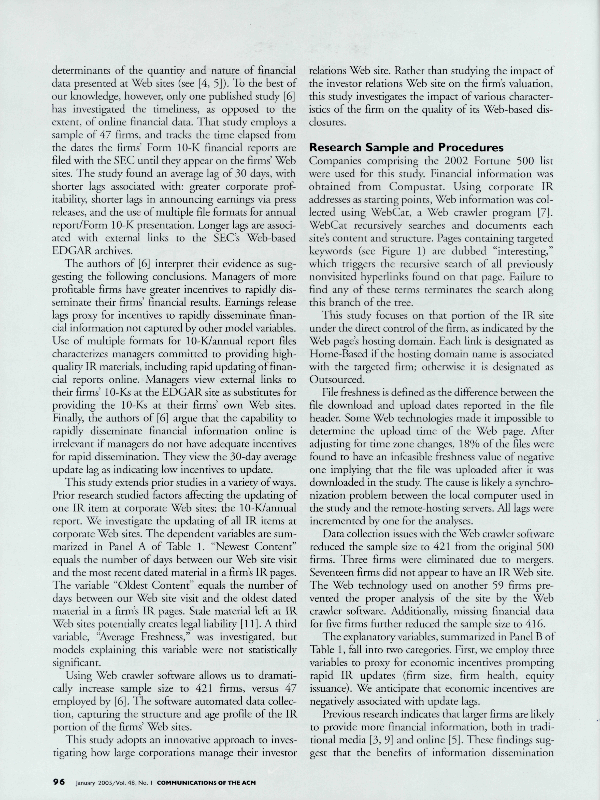 determinants of the quantity and nature of financial
data presented at Web sites (see [4, 5]). To the best of
our knowledge, however, only one published study [6]
has investigated the timeliness, as opposed to the
extent, of online financial data. That study employs a
sample of 47 firms, and tracks the time elapsed from
the dates the firms' Form 10-K financial reports are
filed with the SEC until they appear on the firms' Web
sites. The study found an average lag of 30 days, with
shorter lags associated with: greater corporate prof-
itability, shorter lags in announcing earnings via press
releases, and the use of multiple file formats for annual
report/Form 10-K presentation. Longer lags are associ-
ated with external links to the SEC's Web-based
EDGAR archives.
The authors of [6] interpret their evidence as sug-
gesting the following conclusions. Managers of more
profitable firms have greater incentives to rapidly dis-
seminate their firms' financial results. Earnings release
lags proxy for incentives to rapidly disseminate finan-
cial information not captured by other model variables.
Use of multiple formats for 10-K/annual report files
characterizes managers committed to providing high-
quality IR materials, including rapid updating of finan-
cial reports online. Managers view external links to
their firms' 10-Ks at the EDGAR site as substitutes for
providing the 10-Ks at their firms' own Web sites.
Finally, the authors of [6] argue that the capability to
rapidly disseminate financial information online is
irrelevant if managers do not have adequate incentives
for rapid dissemination. They view the 30-day average
update lag as indicating low incentives to update.
This study extends prior studies in a variety of ways.
Prior research studied factors affecting the updating of
one IR item at corporate Web sites: the 10-K/annual
report. We investigate the updating of all IR items at
corporate Web sites. The dependent variables are sum-
marized in Panel A of Table 1. "Newest Content"
equals the number of days between our Web site visit
and the most recent dated material in a firm's IR pages.
The variable "Oldest Content" equals the number of
days between our Web site visit and the oldest dated
material in a firm's IR pages. Stale material left at IR
Web sites potentially creates legal liability [11]. A third
variable, "Average Freshness," was investigated, but
models explaining this variable were not statistically
significant.
Using Web crawler software allows us to dramati-
cally increase sample size to 421 firms, versus 47
employed by [6]. The software automated data collec-
tion, capturing the structure and age profile of the IR
portion of the firms' Web sites.
This study adopts an innovative approach to inves-
tigating how large corporations manage their investor
relations Web site. Rather than studying the impact of
the investor relations Web site on the firm's valuation,
this study investigates the impact of various character-
istics of the firm on the quality of its Web-based dis-
closures.
Research Sample and Procedures
Companies comprising the 2002 Fortune 500 list
were used for this study. Financial information was
obtained from Compustat. Using corporate IR
addresses as starting points, Web information was col-
lected using WebCat, a Web crawler program [7].
WebCat recursively searches and documents each
site's content and structure. Pages containing targeted
keywords (see Figure 1) are dubbed "interesting,"
which triggers the recursive search of all previously
nonvisited hyperlinks found on that page. Failure to
find any of these terms terminates the search along
this branch of the tree.
This study focuses on that portion of the IR site
under the direct control of the firm, as indicated by the
Web page's hosting domain. Each link is designated as
Home-Based if the hosting domain name is associated
with the targeted firm; otherwise it is designated as
Outsourced.
File freshness is defined as the difference between the
file download and upload dates reported in the file
header. Some Web technologies made it impossible to
determine the upload time of the Web page. After
adjusting for time zone changes, 18% of the files were
found to have an infeasible freshness value of negative
one implying that the file was uploaded after it was
downloaded in the study. The cause is likely a synchro-
nization problem between the local computer used in
the study and the remote-hosting servers. All lags were
incremented by one for the analyses.
Data collection issues with the Web crawler software
reduced the sample size to 421 from the original 500
firms. Three firms were eliminated due to mergers.
Seventeen firms did not appear to have an IR Web site.
The Web technology used on another 59 firms pre-
vented the proper analysis of the site by the Web
crawler software. Additionally, missing financial data
for five firms further reduced the sample size to 416.
The explanatory variables, summarized in Panel B of
Table 1, fall into two categories. First, we employ three
variables to proxy for economic incentives prompting
rapid IR updates (firm size, firm health, equity
issuance). We anticipate that economic incentives are
negatively associated with update lags.
Previous research indicates that larger firms are likely
to provide more financial information, both in tradi-
tional media [3, 9] and online [5]. These findings sug-
gest that the benefits of information dissemination
96 January 2005/Vol. 48, No. 1 COMMUNICATIONS OF THE ACM